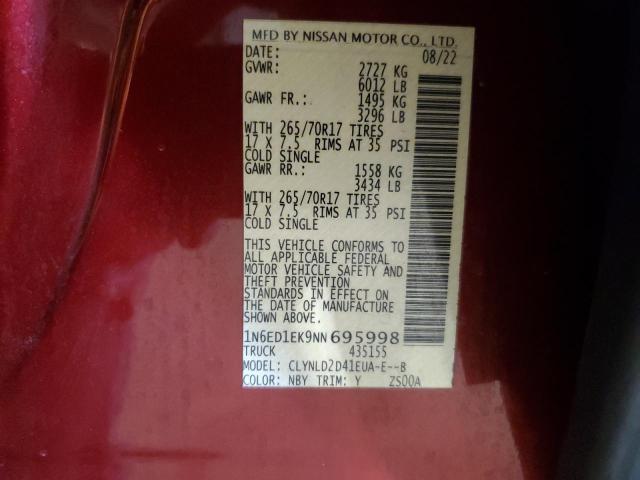 MFD BY NISSAN MOTOR CO., LTD.
DATE: 08/22
GVWR: 2727 KG
6012 LB
GAWR FR.: 1495 KG
3296 LB
WITH 265/70R17 TIRES
17 X 7.5 RIMS AT 35 PSI
COLD SINGLE
GAWR RR.: 1558 KG
3434 LB
WITH 265/70R17 TIRES
17 X 7.5 RIMS AT 35 PSI
COLD SINGLE
THIS VEHICLE CONFORMS TO
ALL APPLICABLE FEDERAL
MOTOR VEHICLE SAFETY AND
THEFT PREVENTION
STANDARDS IN EFFECT ON
THE DATE OF MANUFACTURE
SHOWN ABOVE.
1N6ED1EK9NN695998
TRUCK 435155
MODEL: CLYNLD2D41EUA-E--B
COLOR: NBY TRIM: Y ZS00A